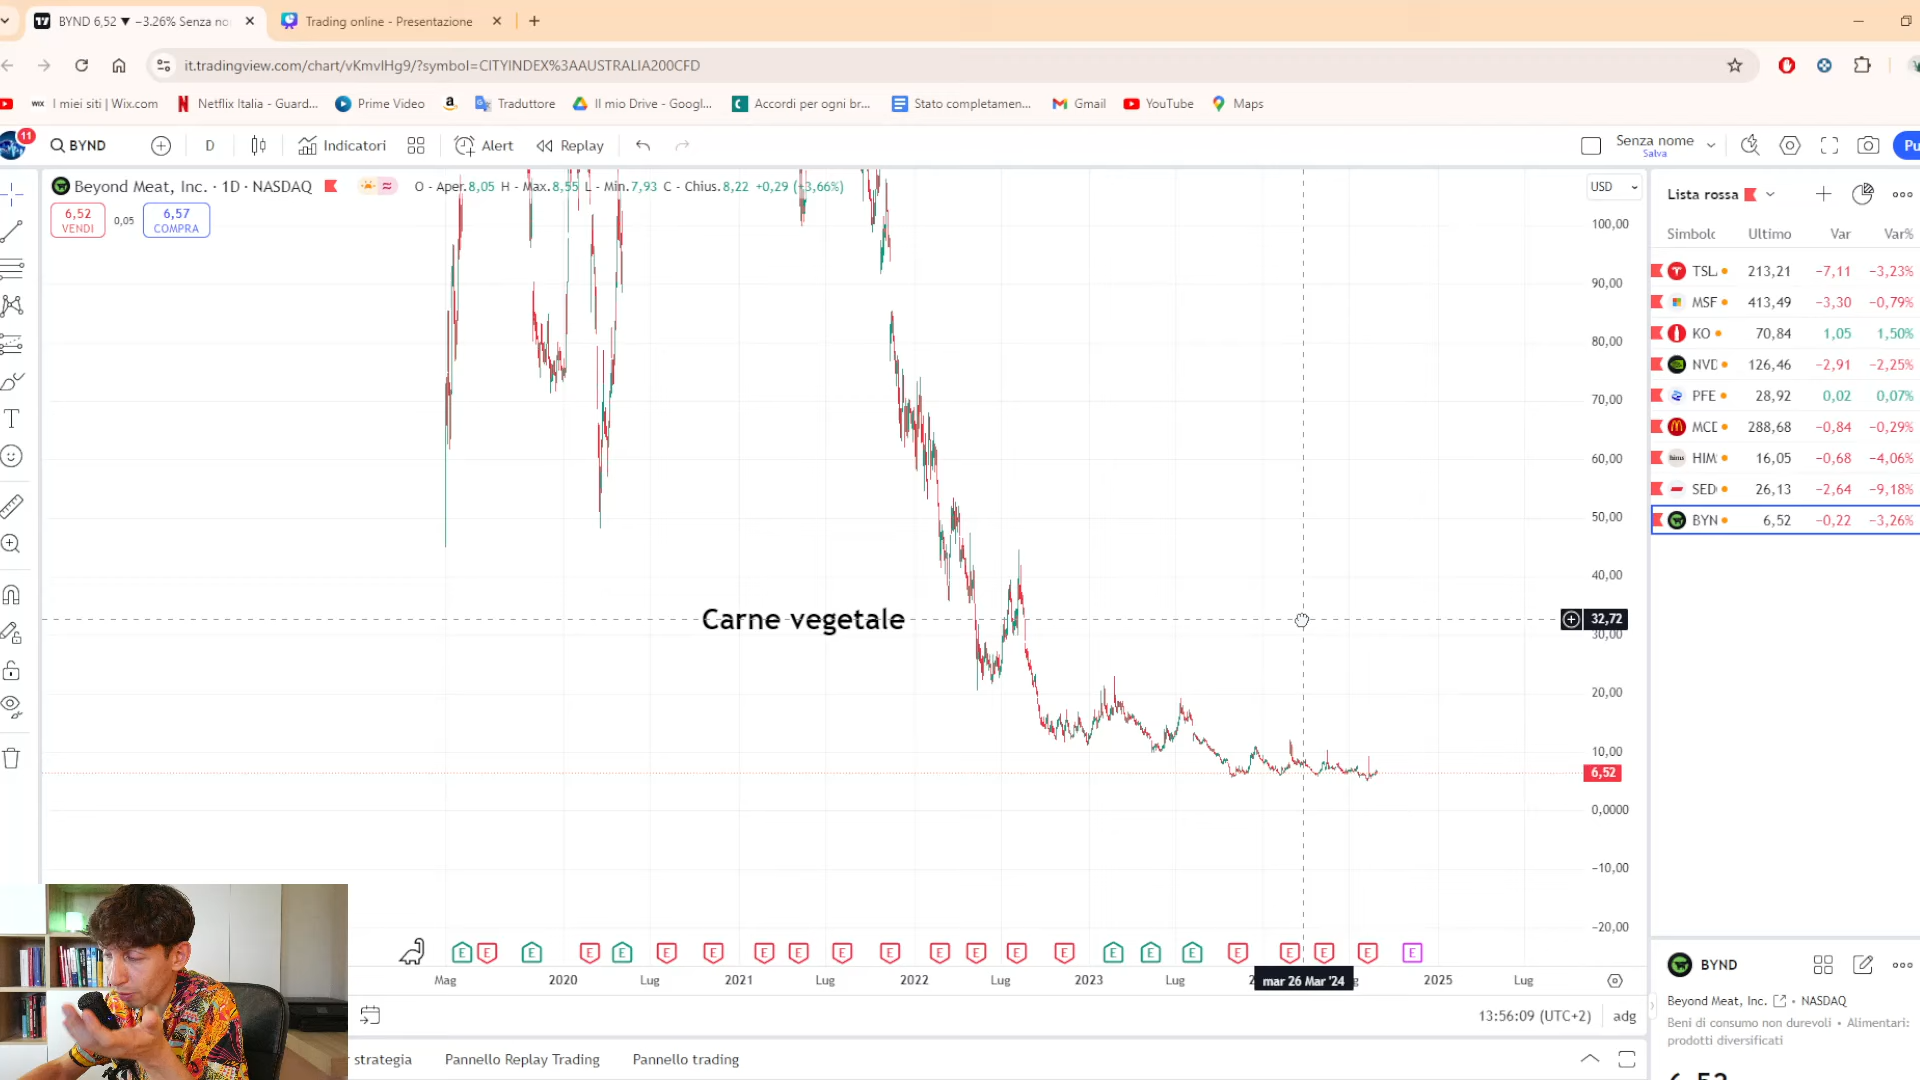 BYND 6,52 ▼ −3.26% Senza no
Trading online - Presentazione
it.tradingview.com/chart/vKmvIHg9/?symbol=CITYINDEX%3AAUSTRALIA200CFD
I miei siti | Wix.com
Netflix Italia - Guard...
Prime Video
Traduttore
Il mio Drive - Googl...
Accordi per ogni br...
Stato completamen...
Gmail
YouTube
Maps
11
BYND
D
Indicatori
Alert
Replay
Senza nome
Salva
Pu
Beyond Meat, Inc. · 1D · NASDAQ
O - Aper.8,05 H - Max.8,55 L - Min.7,93 C - Chius.8,22 +0,29 (+3,66%)
6,52
VENDI
0,05
6,57
COMPRA
USD
100,00
90,00
80,00
70,00
60,00
50,00
40,00
32,72
30,00
20,00
10,00
6,52
0,0000
−10,00
−20,00
Carne vegetale
E E E E E E E E E E E E E E E E E E E E E E E
Mag 2020 Lug 2021 Lug 2022 Lug 2023 Lug mar 26 Mar '24 2025 Lug
13:56:09 (UTC+2)
adg
strategia
Pannello Replay Trading
Pannello trading
Lista rossa
Simbolo Ultimo Var Var%
TSL 213,21 −7,11 −3,23%
MSF 413,49 −3,30 −0,79%
KO 70,84 1,05 1,50%
NVD 126,46 −2,91 −2,25%
PFE 28,92 0,02 0,07%
MCD 288,68 −0,84 −0,29%
HIM 16,05 −0,68 −4,06%
SED 26,13 −2,64 −9,18%
BYN 6,52 −0,22 −3,26%
BYND
Beyond Meat, Inc. • NASDAQ
Beni di consumo non durevoli • Alimentari:
prodotti diversificati
6,52